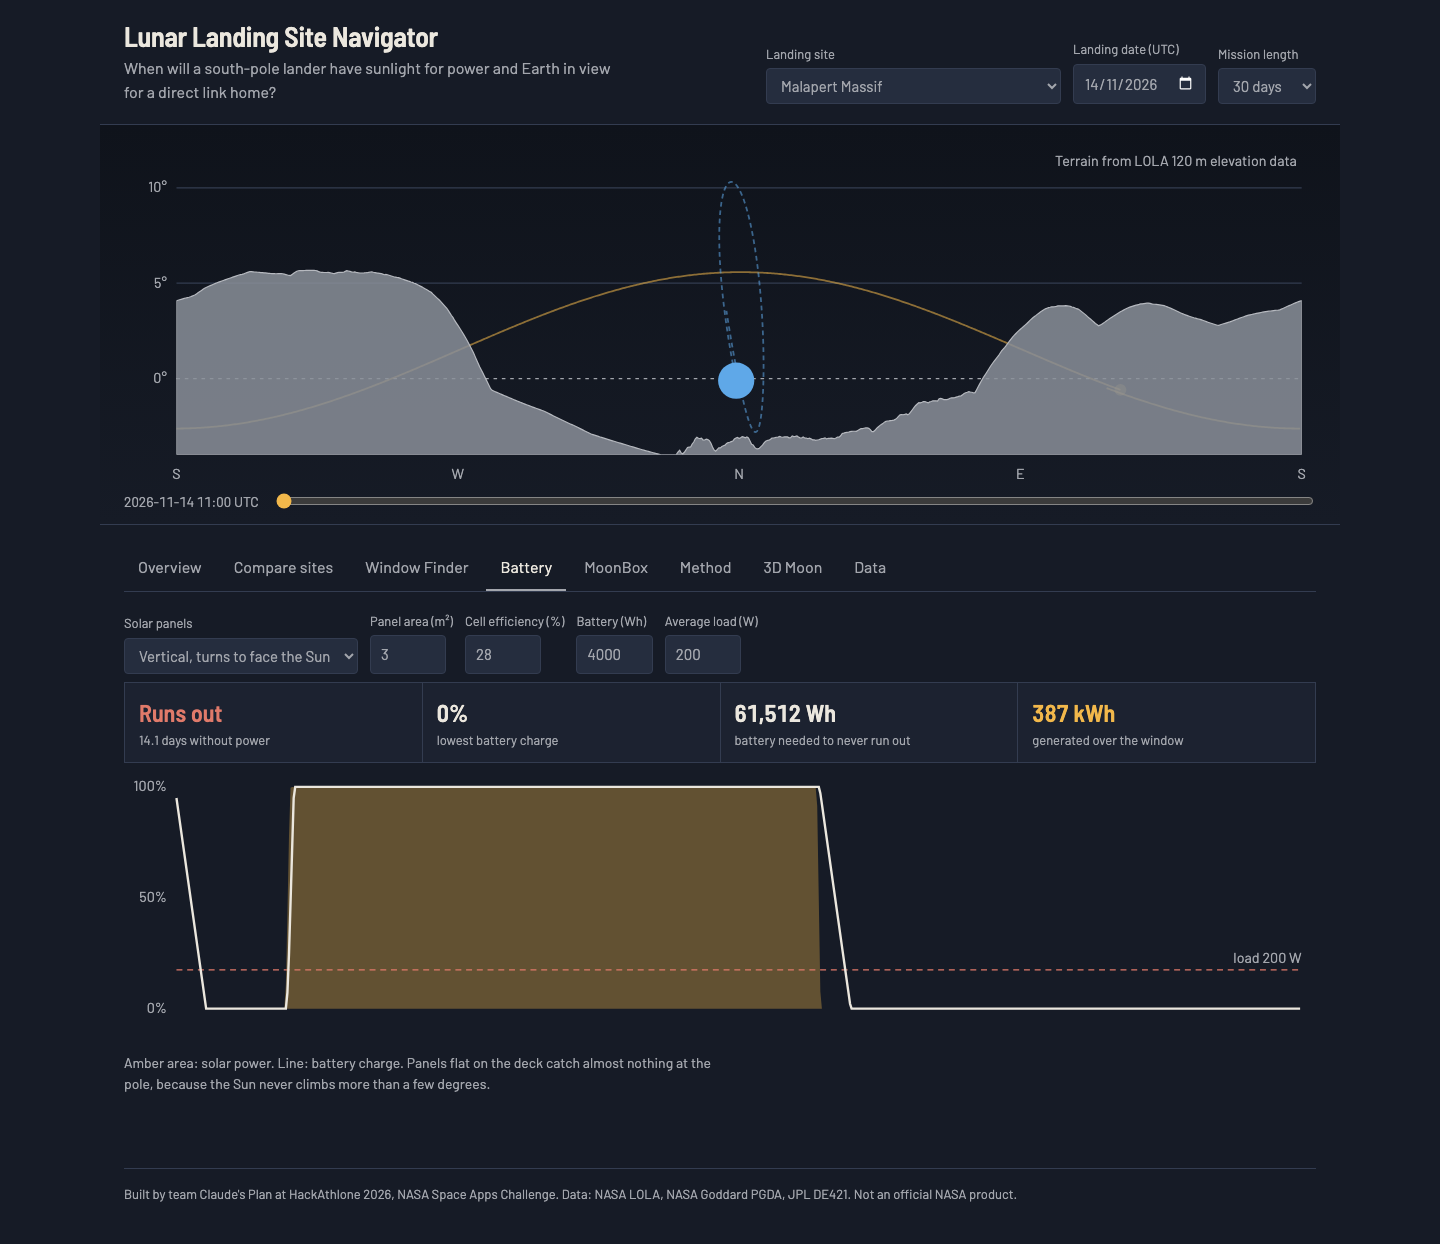 Lunar Landing Site Navigator
When will a south-pole lander have sunlight for power and Earth in view
for a direct link home?
Landing site
Landing date (UTC)
Mission length
Malapert Massif
14/11/2026
30 days
Terrain from LOLA 120 m elevation data
10°
5°
0°
S
W
N
E
S
2026-11-14 11:00 UTC
Overview
Compare sites
Window Finder
Battery
MoonBox
Method
3D Moon
Data
Solar panels
Panel area (m²)
Cell efficiency (%)
Battery (Wh)
Average load (W)
Vertical, turns to face the Sun
3
28
4000
200
Runs out
14.1 days without power
0%
lowest battery charge
61,512 Wh
battery needed to never run out
387 kWh
generated over the window
100%
50%
load 200 W
0%
Amber area: solar power. Line: battery charge. Panels flat on the deck catch almost nothing at the
pole, because the Sun never climbs more than a few degrees.
Built by team Claude's Plan at HackAthlone 2026, NASA Space Apps Challenge. Data: NASA LOLA, NASA Goddard PGDA, JPL DE421. Not an official NASA product.